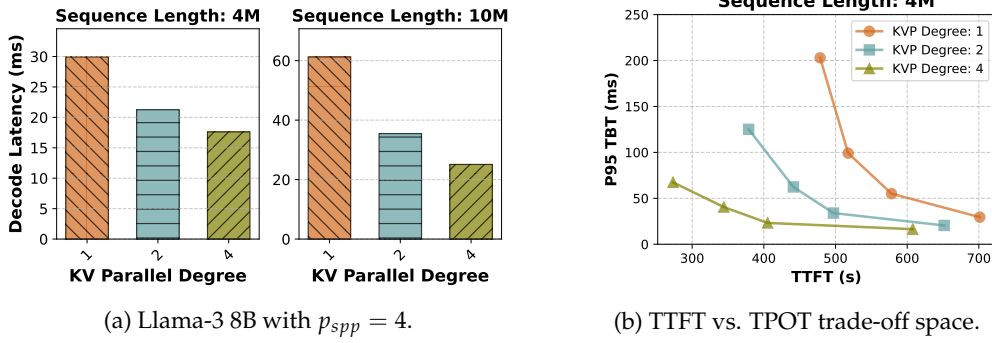 Sequence Length: 4M
Decode Latency (ms)
30
25
20
15
10
5
0
1
2
4
KV Parallel Degree
Sequence Length: 10M
60
40
20
0
1
2
4
KV Parallel Degree
(a) Llama-3 8B with p_spp = 4.
Sequence Length: 4M
P95 TBT (ms)
250
200
150
100
50
0
KVP Degree: 1
KVP Degree: 2
KVP Degree: 4
300
400
500
600
700
TTFT (s)
(b) TTFT vs. TPOT trade-off space.